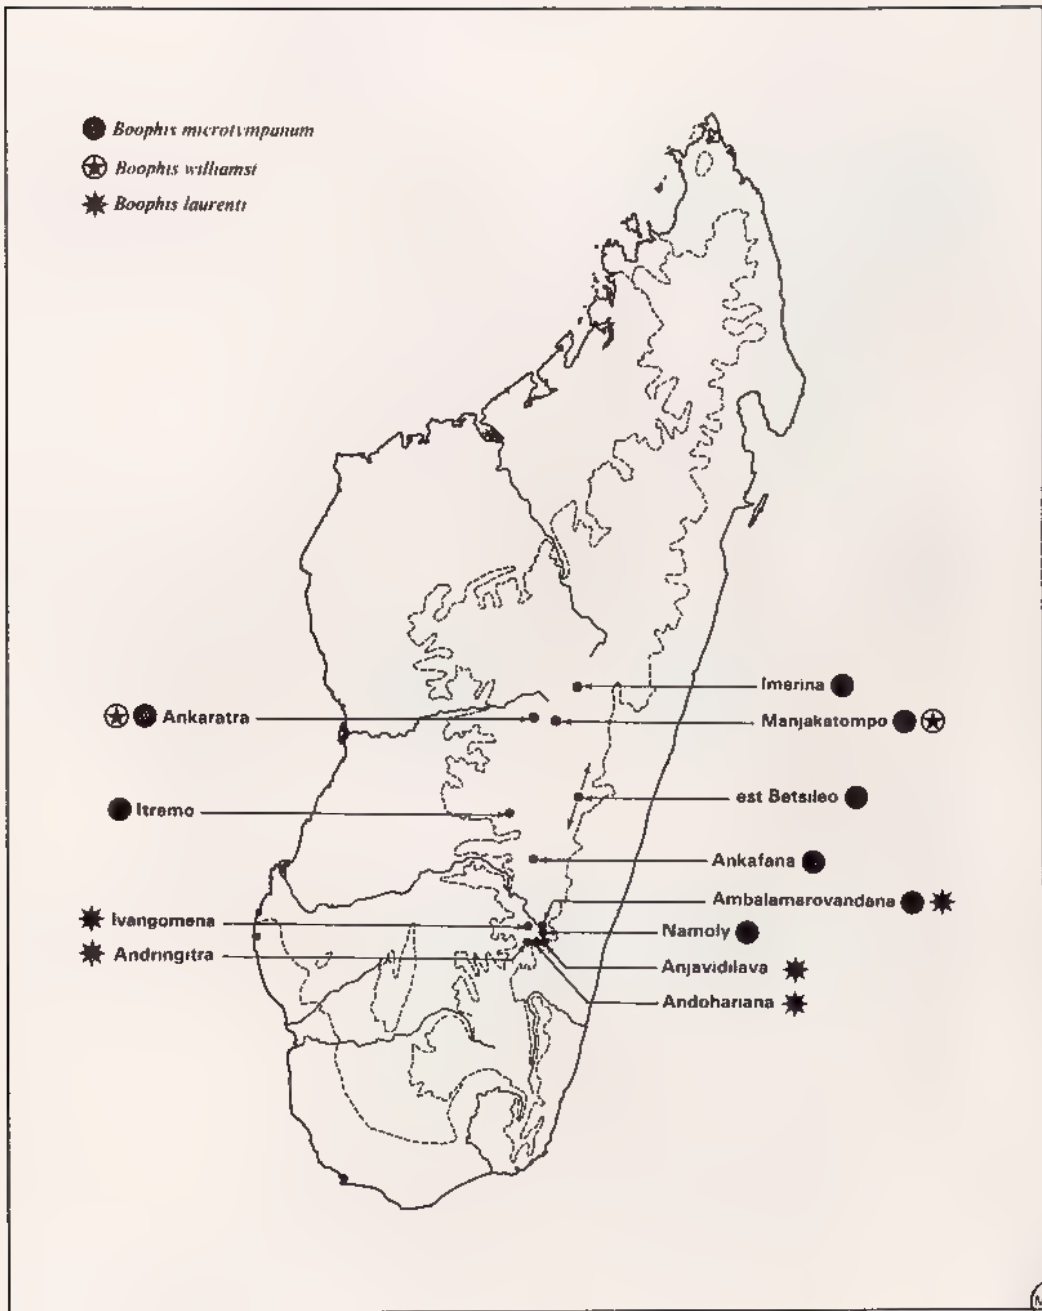 Boophis microtympanum
Boophis williamsi
Boophis laurenti
Imerina
Ankaratra
Manjakatompo
est Betsileo
Itremo
Ankafana
Ambalamarovandana
Ivangomena
Namoly
Andringitra
Anjavidilava
Andohariana